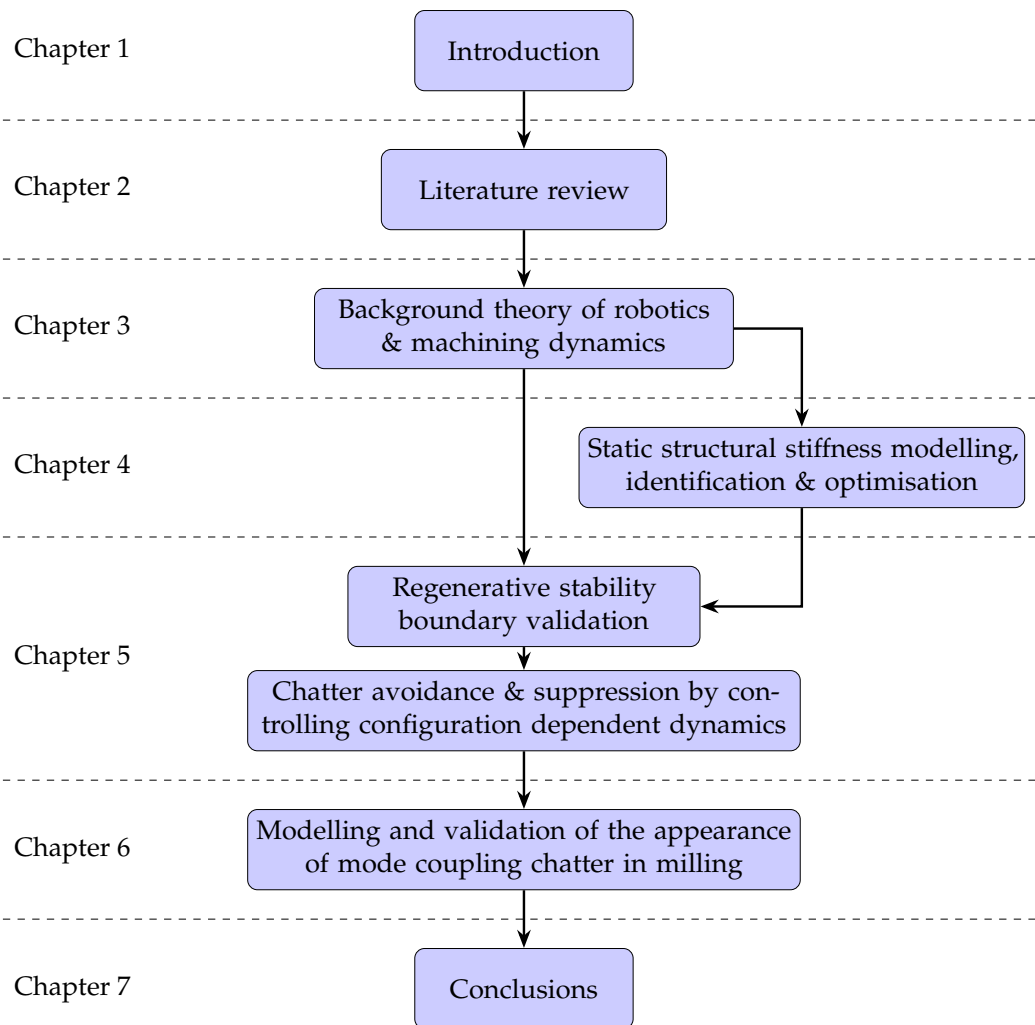 Chapter 1
Introduction
Chapter 2
Literature review
Chapter 3
Background theory of robotics
& machining dynamics
Chapter 4
Static structural stiffness modelling,
identification & optimisation
Chapter 5
Regenerative stability
boundary validation
Chatter avoidance & suppression by con-
trolling configuration dependent dynamics
Chapter 6
Modelling and validation of the appearance
of mode coupling chatter in milling
Chapter 7
Conclusions